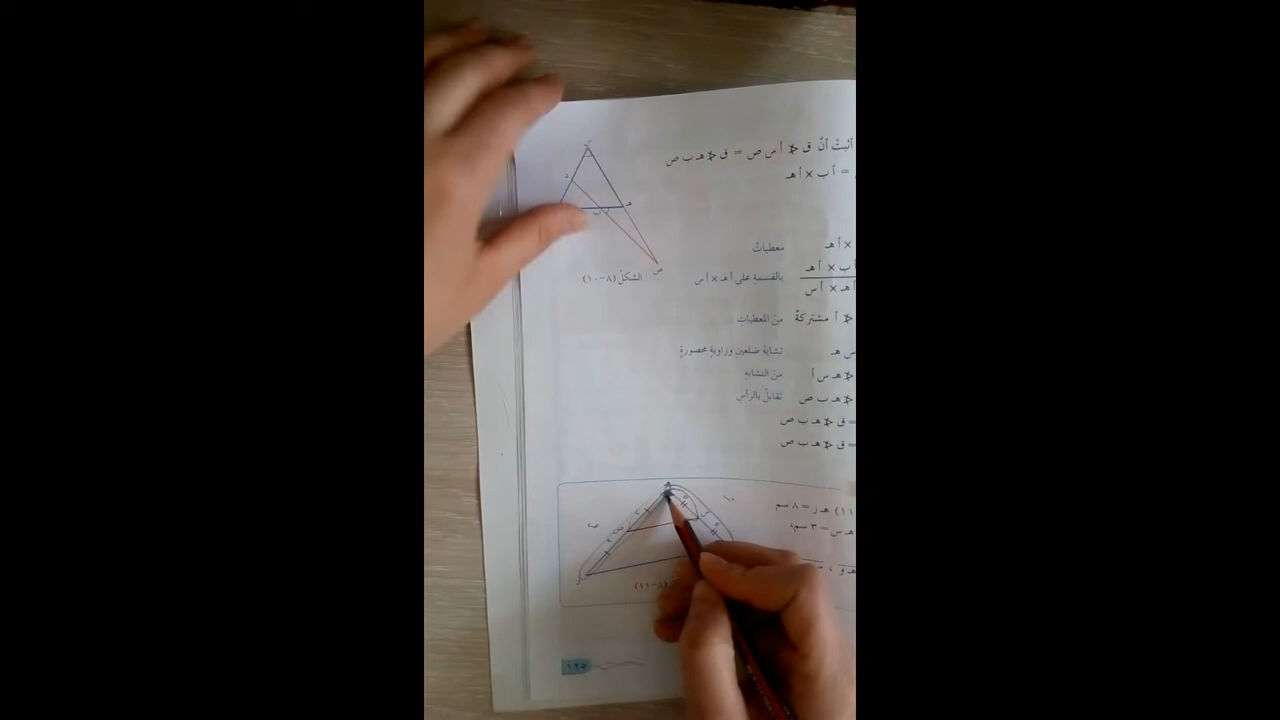 أثبتْ أنَّ ق ∢ أ س ص = ق ∢ هـ ب ص
= أ ب × أ هـ
× أ هـ معطياتٌ
أ ب × أ هـ
أ هـ × أ س بالقسمةِ على أ هـ × أ س
الشكلُ (٨-١٠)
∢ أ مشتركةٌ من المعطياتِ
س هـ تشابهُ ضلعينِ وزاويةٍ محصورةٍ
∢ هـ س أ من التشابهِ
∢ هـ ب ص تقابلٌ بالرأسِ
= ق ∢ هـ ب ص
= ق ∢ هـ ب ص
١١) هـ ز = ٨ سم
هـ س = ٣ سم،
(٨-١١)
١٢٥